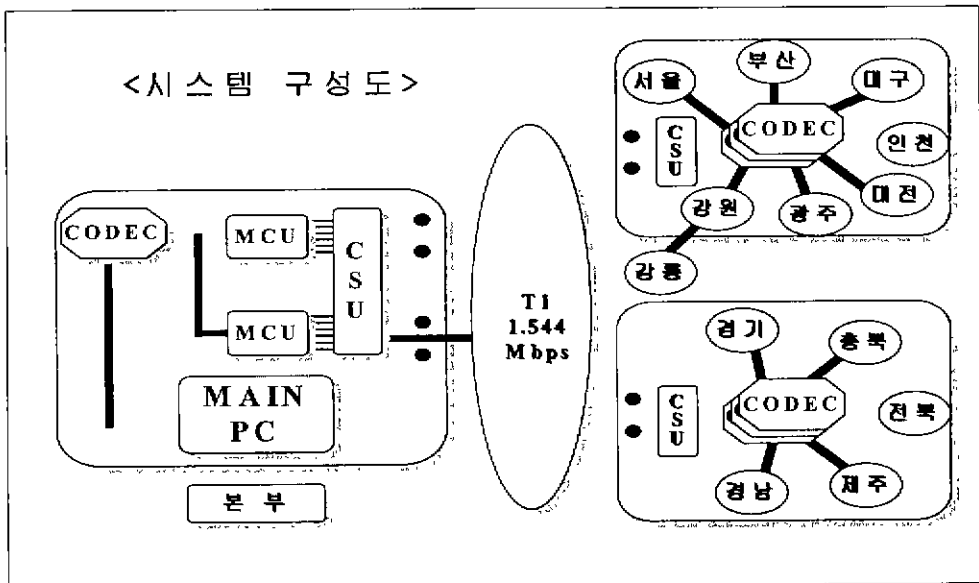 <시스템 구성도>
CODEC
MCU
MCU
CSU
MAIN
PC
본부
T1
1.544
Mbps
서울
부산
대구
CSU
CODEC
인천
대전
강원
광주
강릉
경기
충북
CSU
CODEC
전북
경남
제주